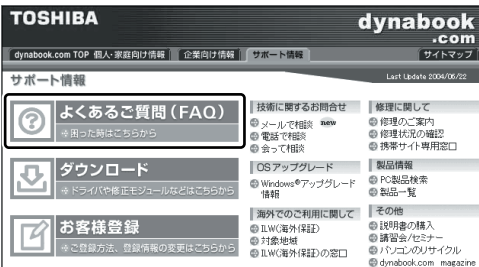 TOSHIBA
dynabook
.com
dynabook.com TOP 個人・家庭向け情報 企業向け情報 サポート情報 サイトマップ
サポート情報
Last Update 2004/06/22
よくあるご質問(FAQ)
困った時はこちらから
ダウンロード
ドライバや修正モジュールなどはこちらから
お客様登録
ご登録方法、登録情報の変更はこちらから
技術に関するお問合せ
メールで相談 new
電話で相談
会って相談
OSアップグレード
Windows®アップグレード
情報
海外でのご利用に関して
ILW(海外保証)
対象地域
ILW(海外保証)の窓口
修理に関して
修理のご案内
修理状況の確認
携帯サイト専用窓口
製品情報
PC製品検索
製品一覧
その他
説明書の購入
講習会/セミナー
パソコンのリサイクル
dynabook.com magazine